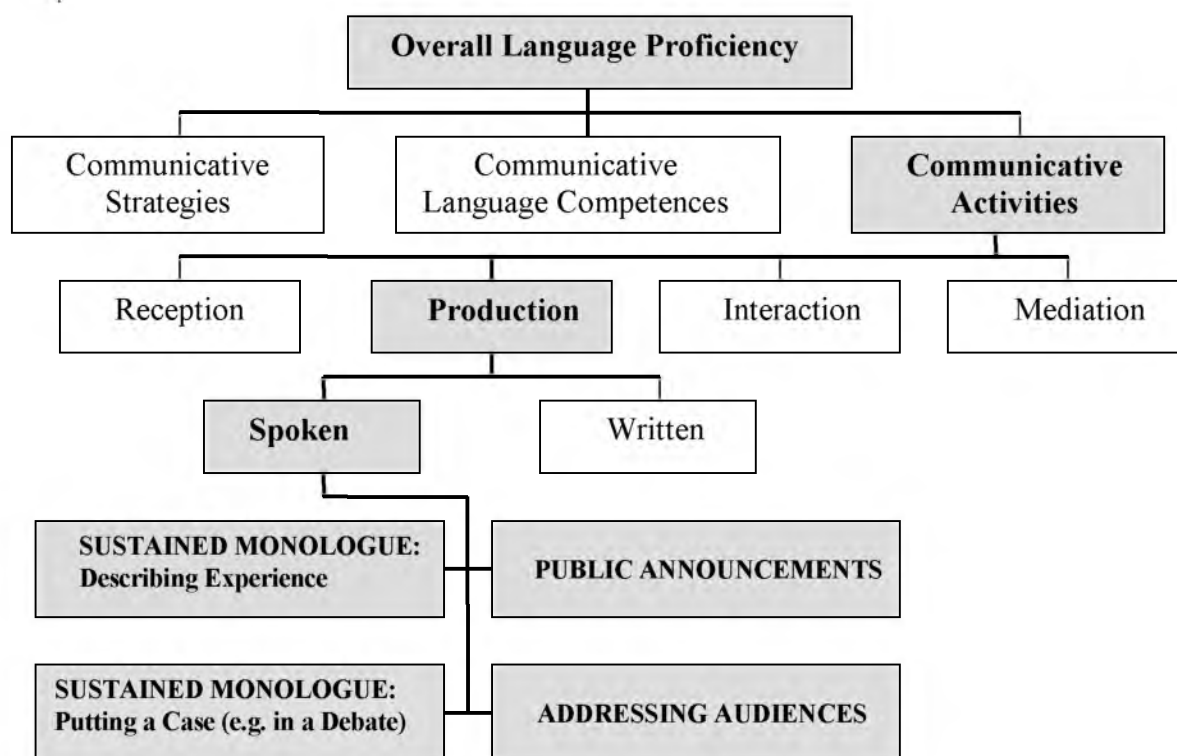 Overall Language Proficiency
Communicative
Strategies
Communicative
Language Competences
Communicative
Activities
Reception
Production
Interaction
Mediation
Spoken
Written
SUSTAINED MONOLOGUE:
Describing Experience
PUBLIC ANNOUNCEMENTS
SUSTAINED MONOLOGUE:
Putting a Case (e.g. in a Debate)
ADDRESSING AUDIENCES